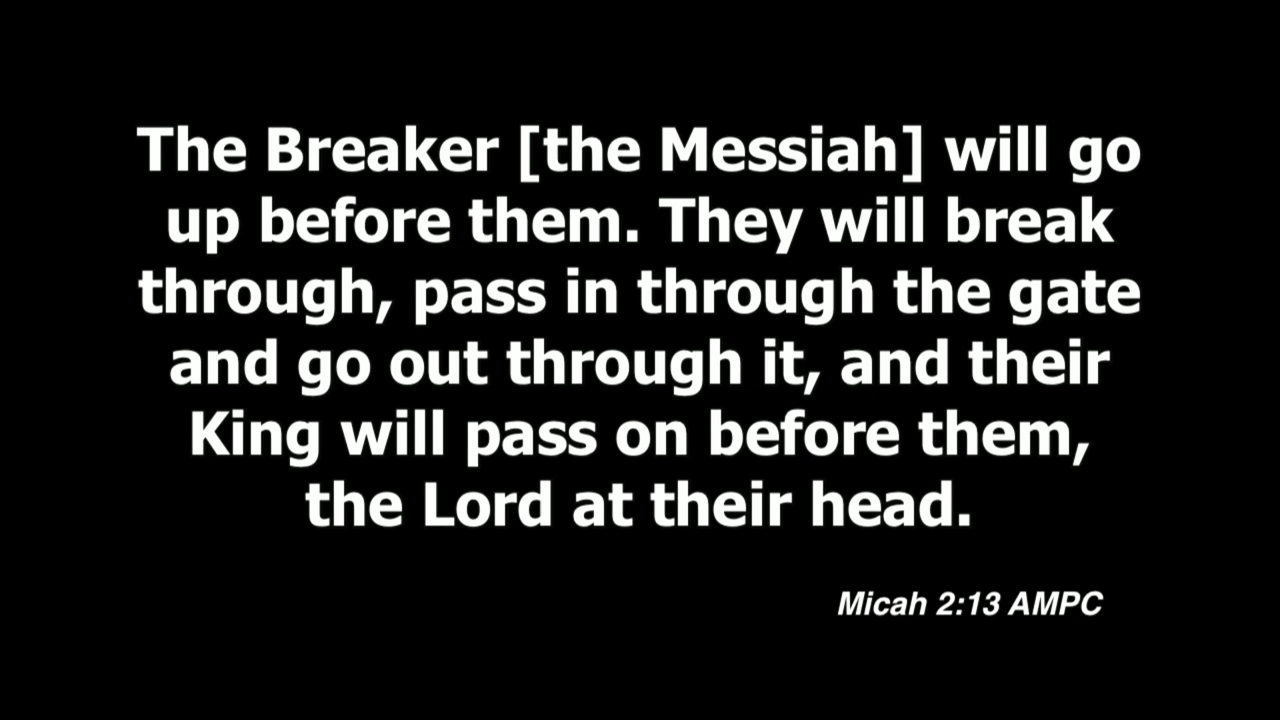 The Breaker [the Messiah] will go
up before them. They will break
through, pass in through the gate
and go out through it, and their
King will pass on before them,
the Lord at their head.
Micah 2:13 AMPC